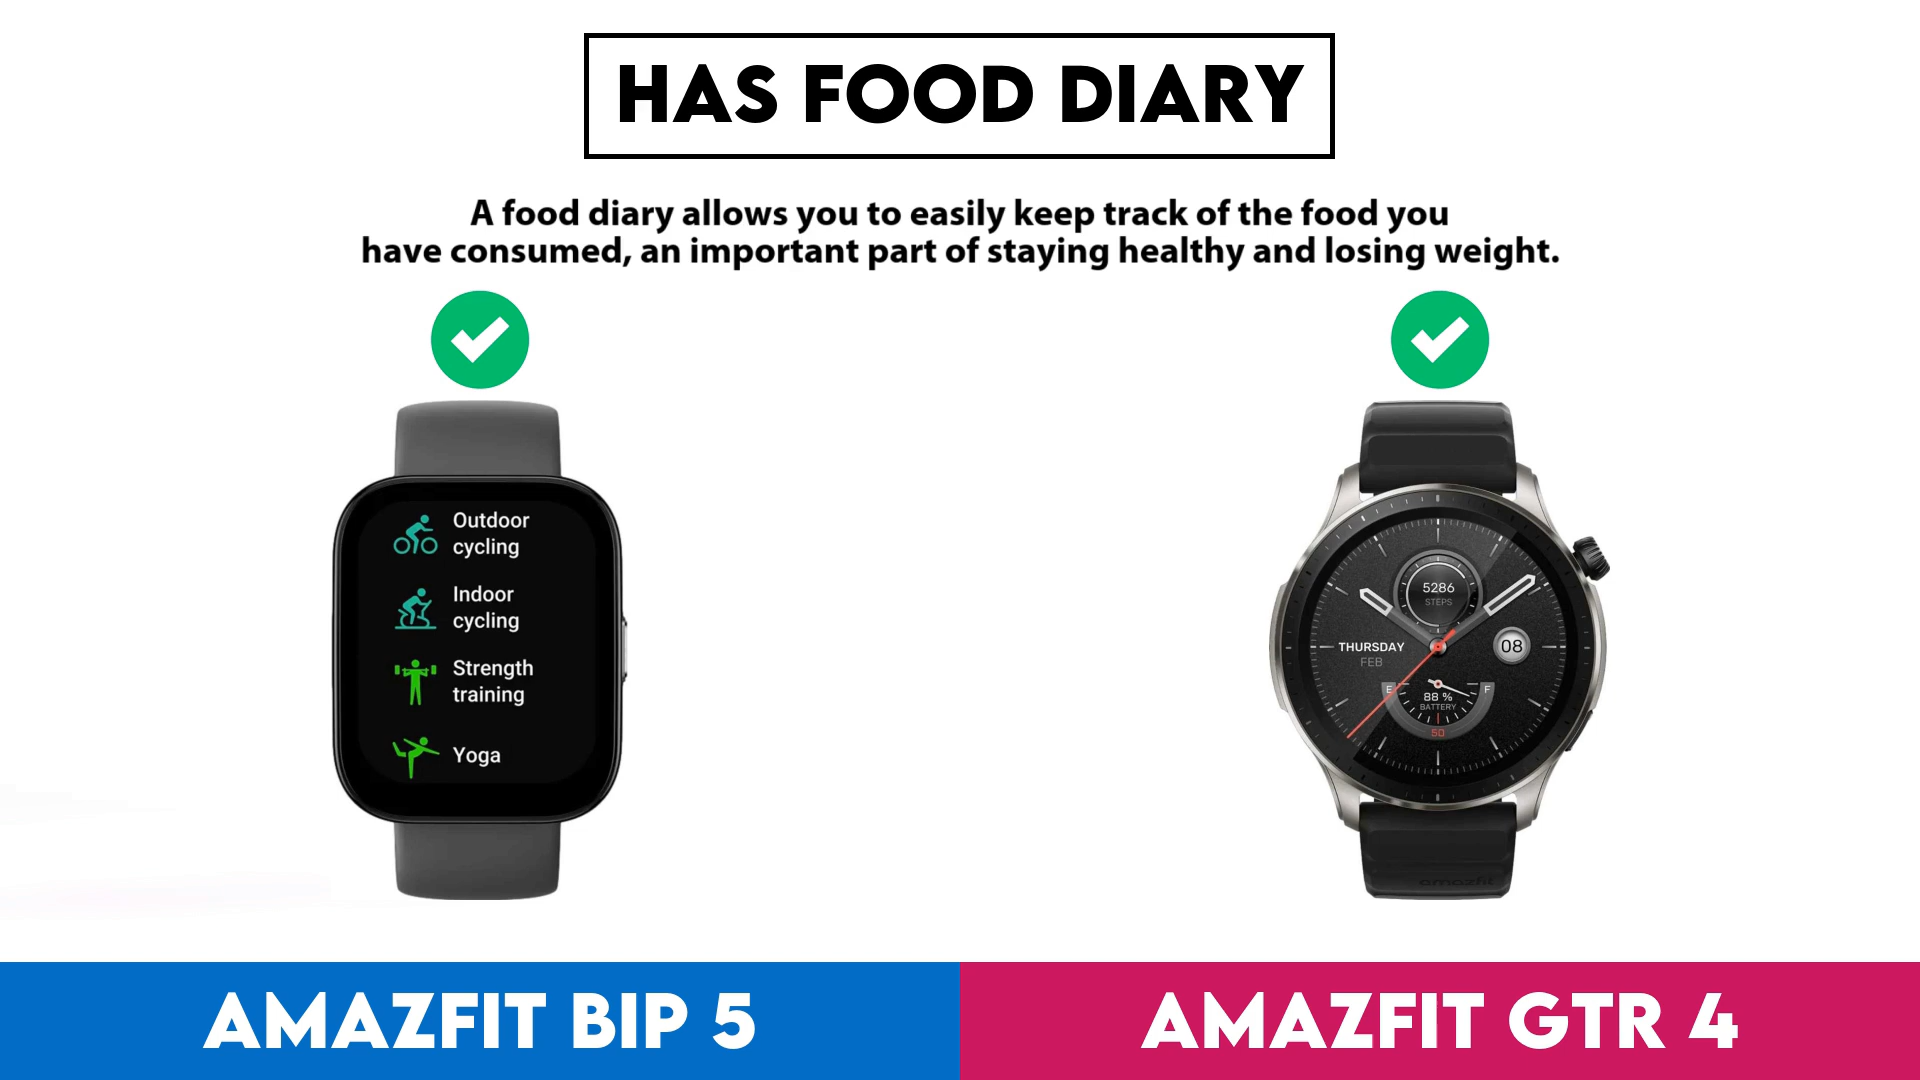 HAS FOOD DIARY
A food diary allows you to easily keep track of the food you
have consumed, an important part of staying healthy and losing weight.
Outdoor
cycling
Indoor
cycling
Strength
training
Yoga
5286
STEPS
THURSDAY
FEB
08
E
F
88 %
BATTERY
5D
amazfit
AMAZFIT BIP 5
AMAZFIT GTR 4